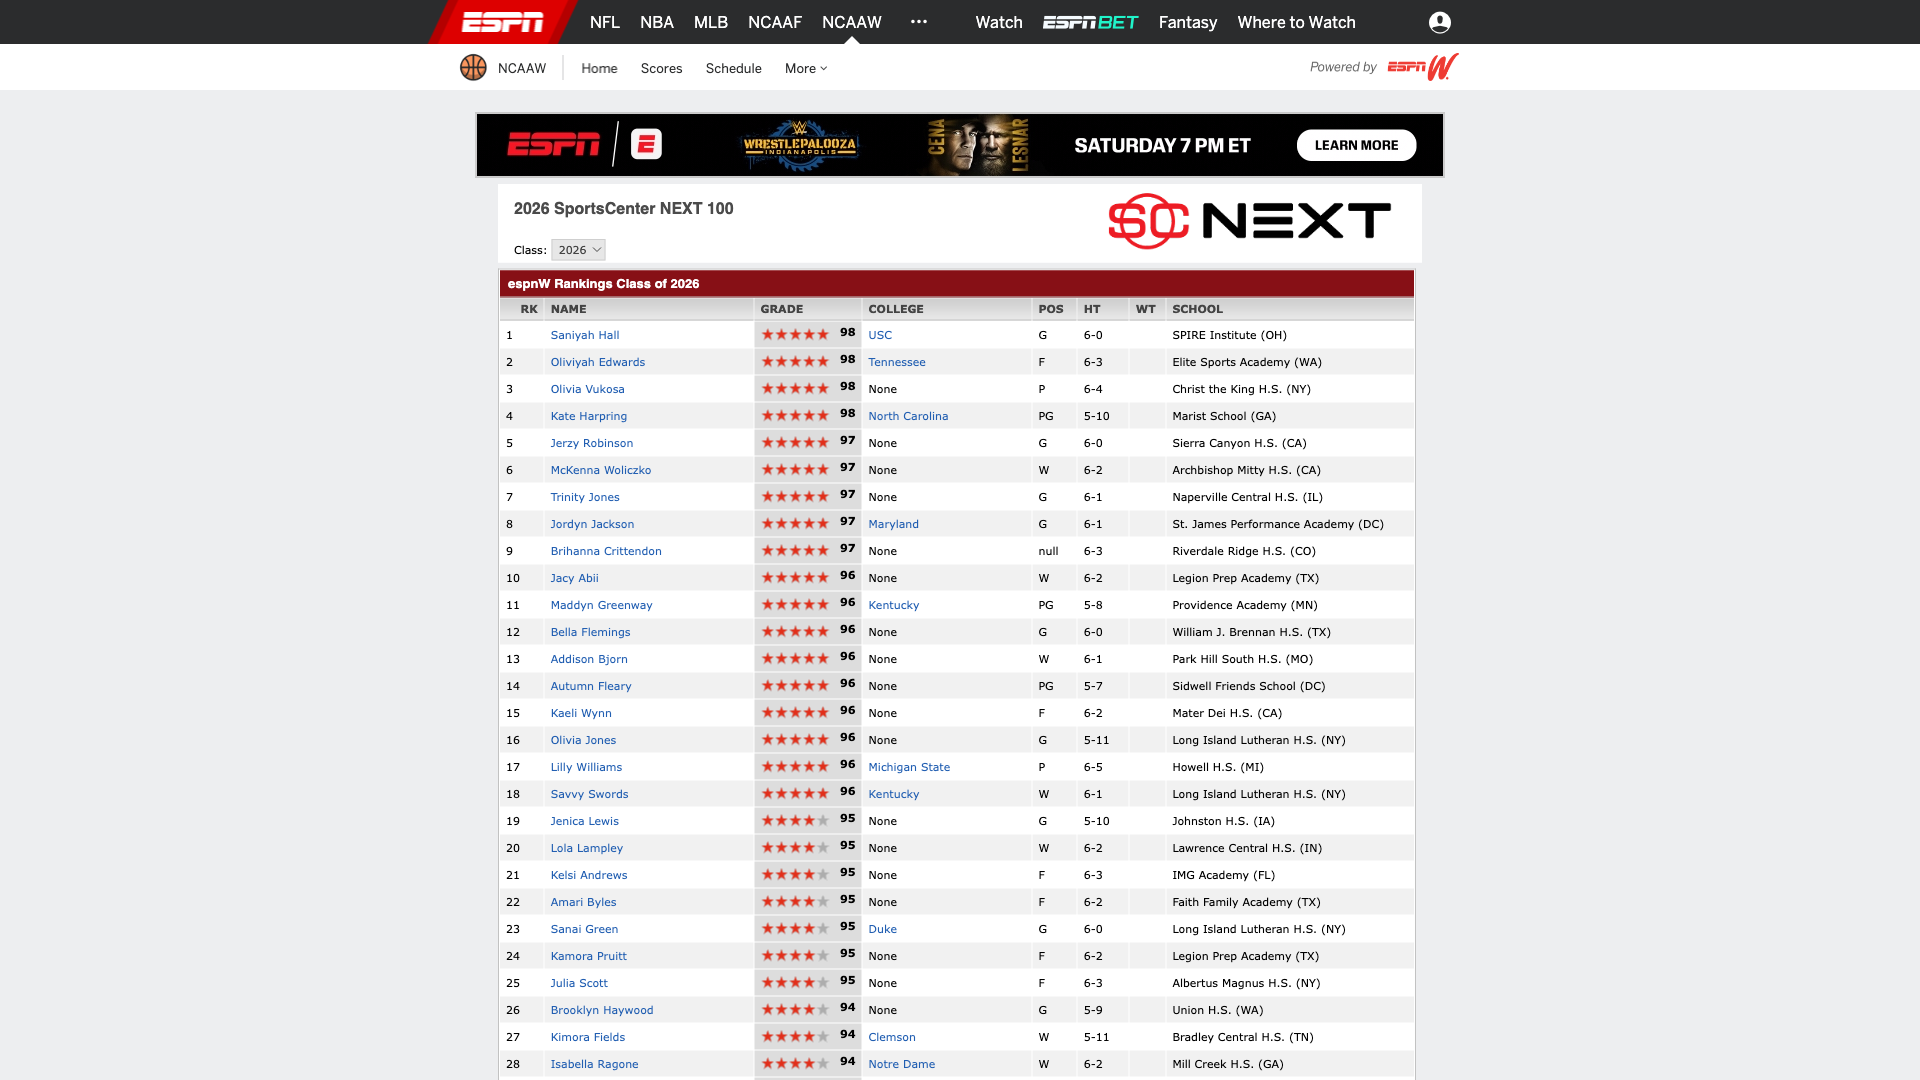 ESPN NFL NBA MLB NCAAF NCAAW ••• Watch ESPN BET Fantasy Where to Watch
NCAAW Home Scores Schedule More Powered by ESPN W.
ESPN E WRESTLEPALOOZA INDIANAPOLIS CENA LESNAR SATURDAY 7 PM ET LEARN MORE
2026 SportsCenter NEXT 100 SC NEXT
Class: 2026
espnW Rankings Class of 2026
RK NAME GRADE COLLEGE POS HT WT SCHOOL
1 Saniyah Hall 98 USC G 6-0 SPIRE Institute (OH)
2 Oliviyah Edwards 98 Tennessee F 6-3 Elite Sports Academy (WA)
3 Olivia Vukosa 98 None P 6-4 Christ the King H.S. (NY)
4 Kate Harpring 98 North Carolina PG 5-10 Marist School (GA)
5 Jerzy Robinson 97 None G 6-0 Sierra Canyon H.S. (CA)
6 McKenna Woliczko 97 None W 6-2 Archbishop Mitty H.S. (CA)
7 Trinity Jones 97 None G 6-1 Naperville Central H.S. (IL)
8 Jordyn Jackson 97 Maryland G 6-1 St. James Performance Academy (DC)
9 Brihanna Crittendon 97 None null 6-3 Riverdale Ridge H.S. (CO)
10 Jacy Abii 96 None W 6-2 Legion Prep Academy (TX)
11 Maddyn Greenway 96 Kentucky PG 5-8 Providence Academy (MN)
12 Bella Flemings 96 None G 6-0 William J. Brennan H.S. (TX)
13 Addison Bjorn 96 None W 6-1 Park Hill South H.S. (MO)
14 Autumn Fleary 96 None PG 5-7 Sidwell Friends School (DC)
15 Kaeli Wynn 96 None F 6-2 Mater Dei H.S. (CA)
16 Olivia Jones 96 None G 5-11 Long Island Lutheran H.S. (NY)
17 Lilly Williams 96 Michigan State P 6-5 Howell H.S. (MI)
18 Savvy Swords 96 Kentucky W 6-1 Long Island Lutheran H.S. (NY)
19 Jenica Lewis 95 None G 5-10 Johnston H.S. (IA)
20 Lola Lampley 95 None W 6-2 Lawrence Central H.S. (IN)
21 Kelsi Andrews 95 None F 6-3 IMG Academy (FL)
22 Amari Byles 95 None F 6-2 Faith Family Academy (TX)
23 Sanai Green 95 Duke G 6-0 Long Island Lutheran H.S. (NY)
24 Kamora Pruitt 95 None F 6-2 Legion Prep Academy (TX)
25 Julia Scott 95 None F 6-3 Albertus Magnus H.S. (NY)
26 Brooklyn Haywood 94 None G 5-9 Union H.S. (WA)
27 Kimora Fields 94 Clemson W 5-11 Bradley Central H.S. (TN)
28 Isabella Ragone 94 Notre Dame W 6-2 Mill Creek H.S. (GA)